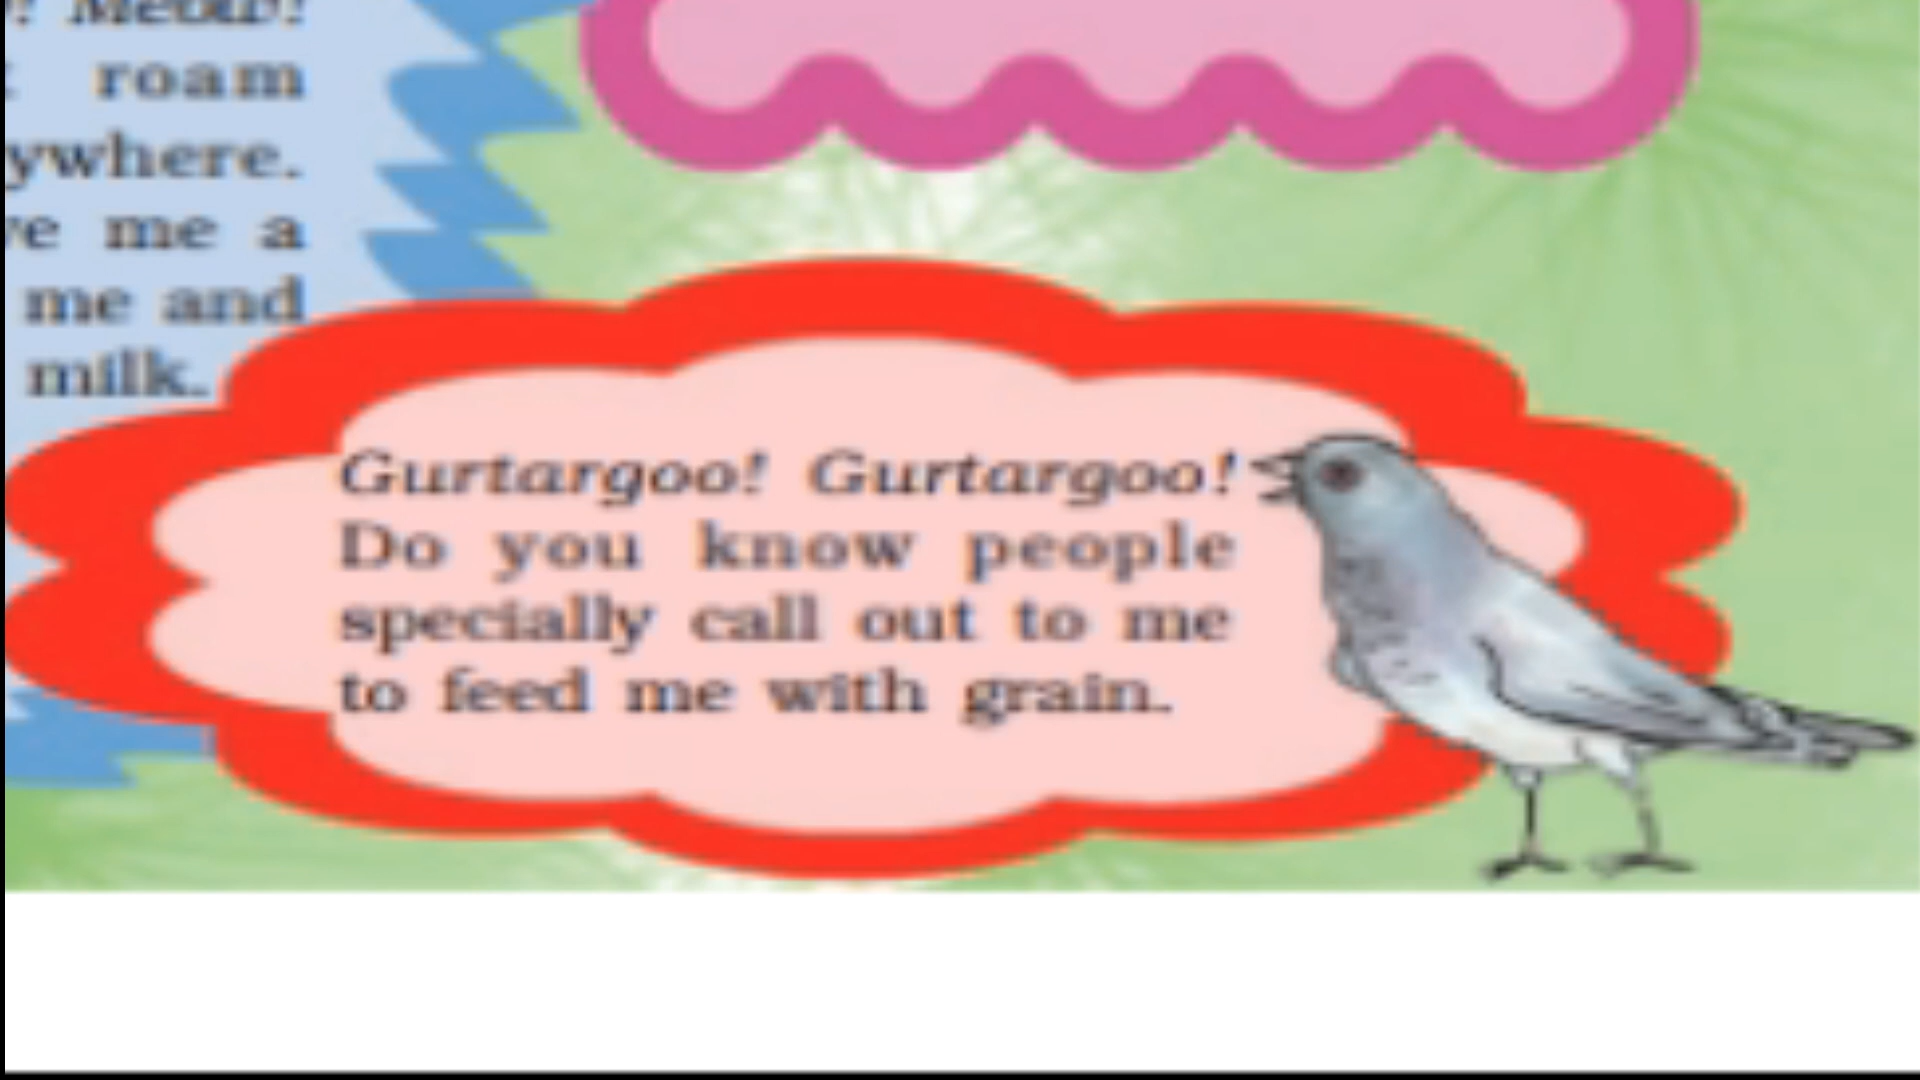 Meow!
roam
ywhere.
me a
me and
milk.
Gurtargoo! Gurtargoo!
Do you know people
specially call out to me
to feed me with grain.